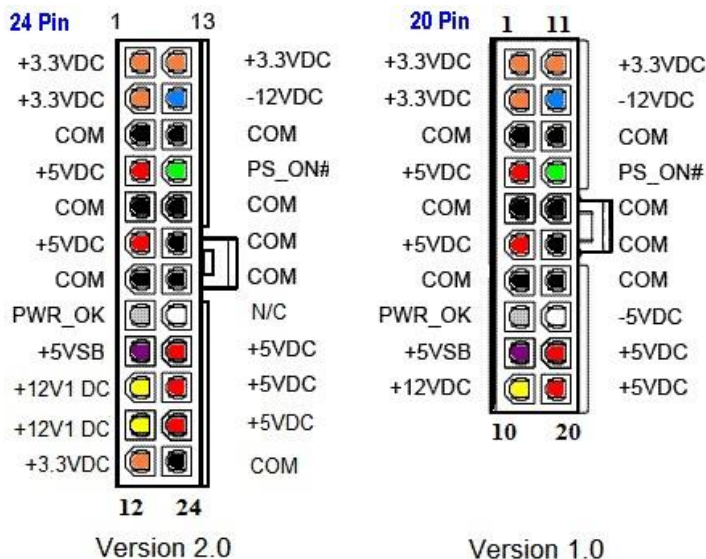 24 Pin
1 13
+3.3VDC +3.3VDC
+3.3VDC -12VDC
COM COM
+5VDC PS_ON#
COM COM
+5VDC COM
COM COM
PWR_OK N/C
+5VSB +5VDC
+12V1 DC +5VDC
+12V1 DC +5VDC
+3.3VDC COM
12 24
Version 2.0
20 Pin
1 11
+3.3VDC +3.3VDC
+3.3VDC -12VDC
COM COM
+5VDC PS_ON#
COM COM
+5VDC COM
COM COM
PWR_OK -5VDC
+5VSB +5VDC
+12VDC +5VDC
10 20
Version 1.0